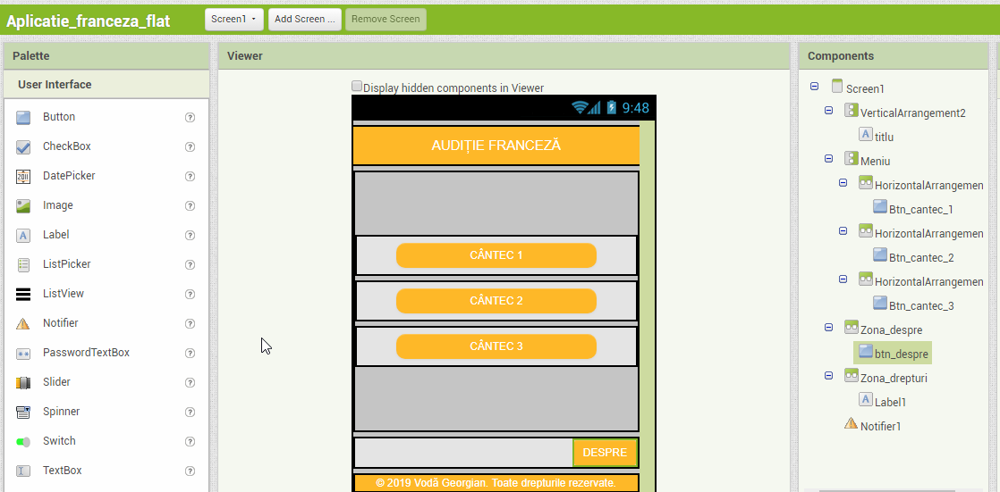 Aplicatie_franceza_flat
Screen1
Add Screen ...
Remove Screen
Palette
Viewer
Components
User Interface
Button
CheckBox
DatePicker
Image
Label
ListPicker
ListView
Notifier
PasswordTextBox
Slider
Spinner
Switch
TextBox
Display hidden components in Viewer
9:48
AUDIȚIE FRANCEZĂ
CÂNTEC 1
CÂNTEC 2
CÂNTEC 3
DESPRE
© 2019 Vodă Georgian. Toate drepturile rezervate.
Screen1
VerticalArrangement2
titlu
Meniu
HorizontalArrangemen
Btn_cantec_1
HorizontalArrangemen
Btn_cantec_2
HorizontalArrangemen
Btn_cantec_3
Zona_despre
btn_despre
Zona_drepturi
Label1
Notifier1